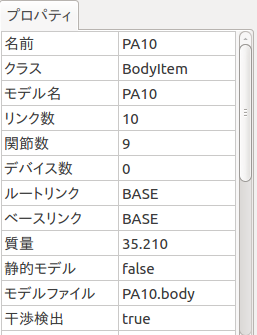 プロパティ
名前 PA10
クラス BodyItem
モデル名 PA10
リンク数 10
関節数 9
デバイス数 0
ルートリンク BASE
ベースリンク BASE
質量 35.210
静的モデル false
モデルファイル PA10.body
干渉検出 true